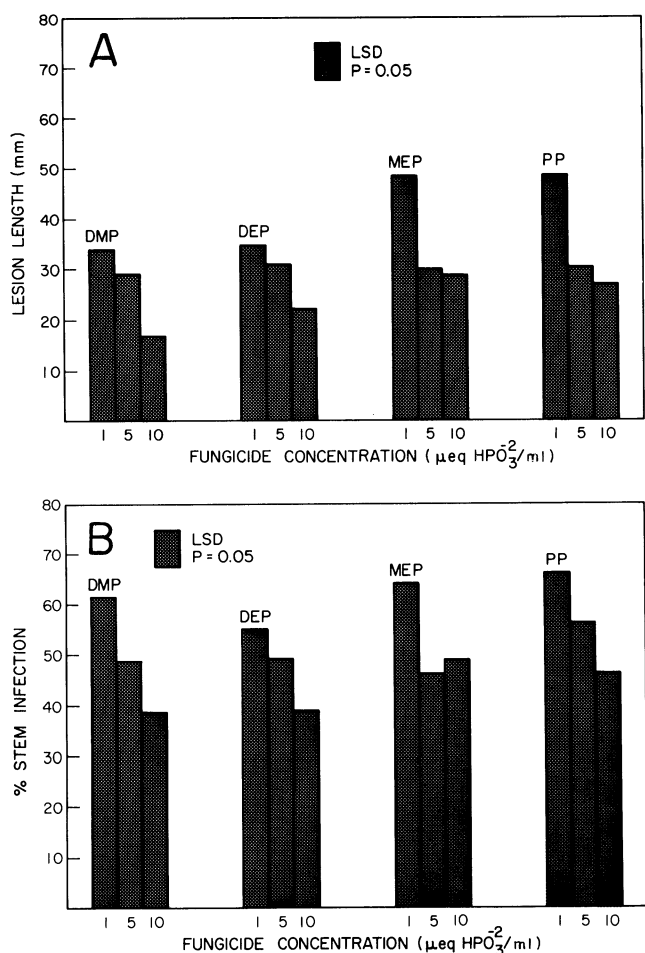 A
LSD
P = 0.05
LESION LENGTH (mm)
80
70
60
50
40
30
20
10
DMP
DEP
MEP
PP
1 5 10 1 5 10 1 5 10 1 5 10
FUNGICIDE CONCENTRATION (μeq HPO₃⁻²/ml)
B
LSD
P = 0.05
% STEM INFECTION
80
70
60
50
40
30
20
10
DMP
DEP
MEP
PP
1 5 10 1 5 10 1 5 10 1 5 10
FUNGICIDE CONCENTRATION (μeq HPO₃⁻²/ml)